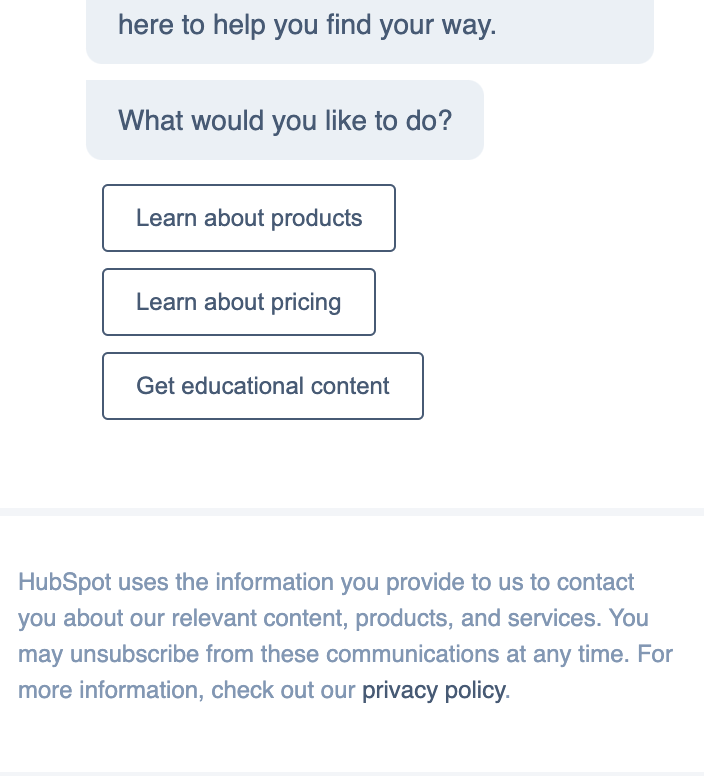 here to help you find your way.
What would you like to do?
Learn about products
Learn about pricing
Get educational content
HubSpot uses the information you provide to us to contact
you about our relevant content, products, and services. You
may unsubscribe from these communications at any time. For
more information, check out our privacy policy.